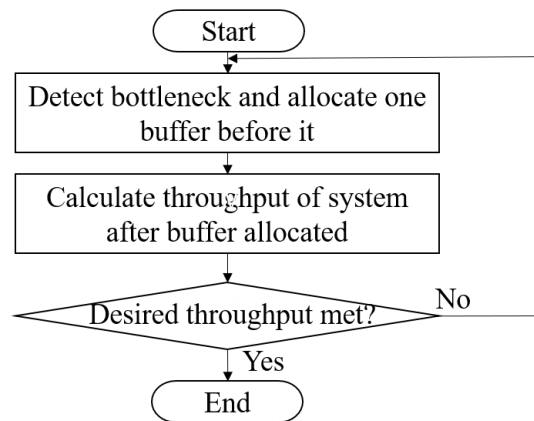 Start
Detect bottleneck and allocate one
buffer before it
Calculate throughput of system
after buffer allocated
Desired throughput met?
No
Yes
End